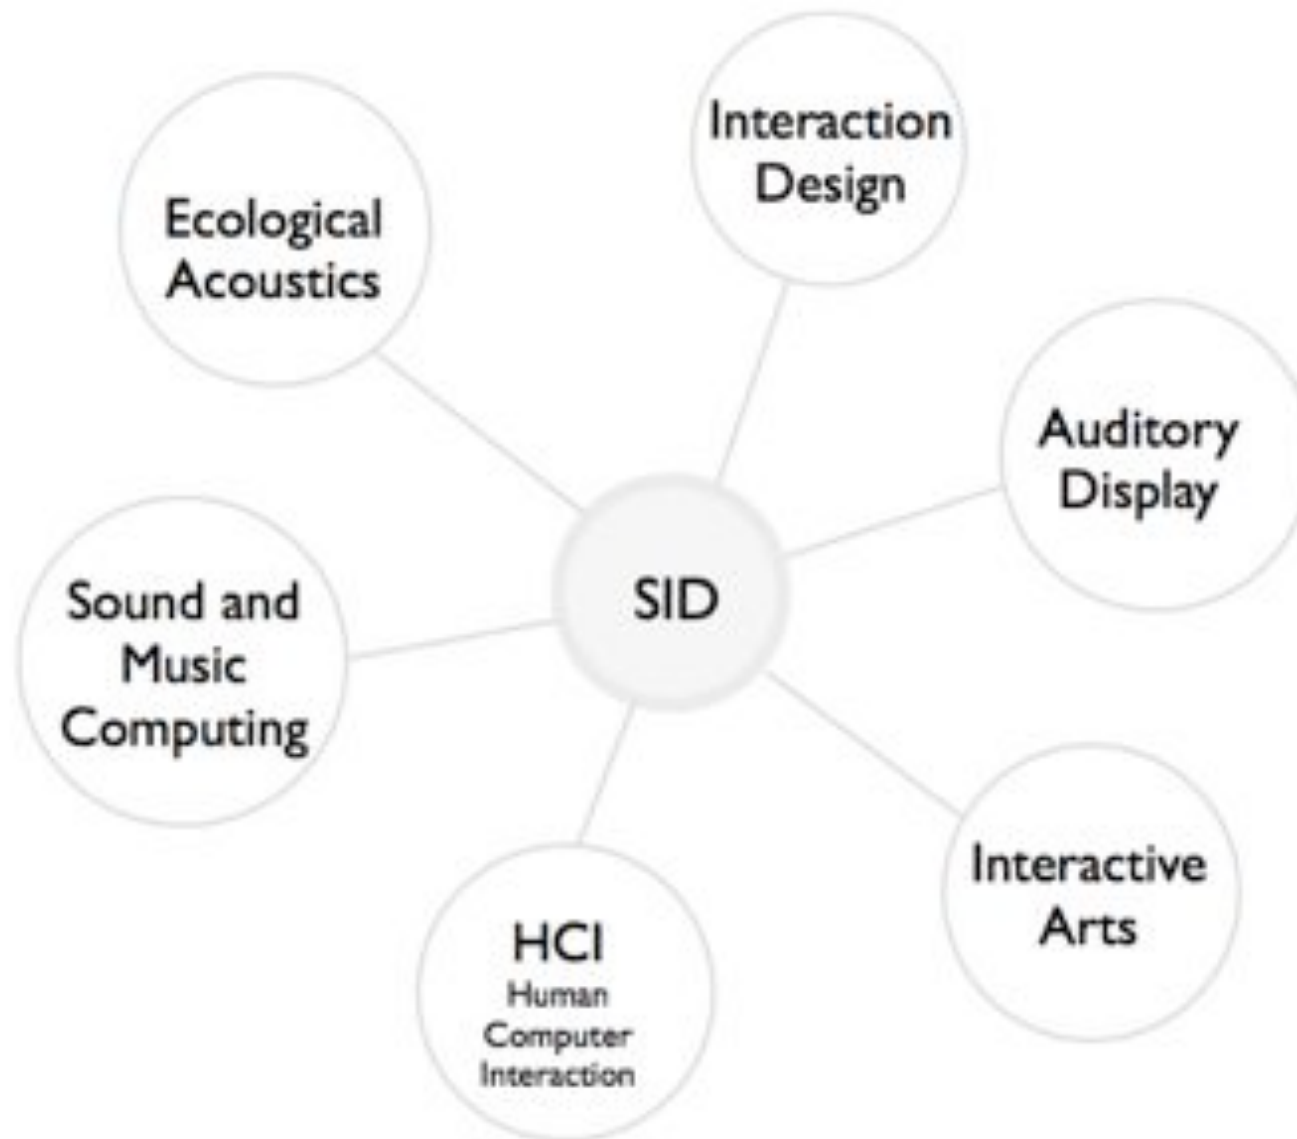 Interaction
Design
Ecological
Acoustics
Auditory
Display
SID
Sound and
Music
Computing
Interactive
Arts
HCI
Human
Computer
Interaction